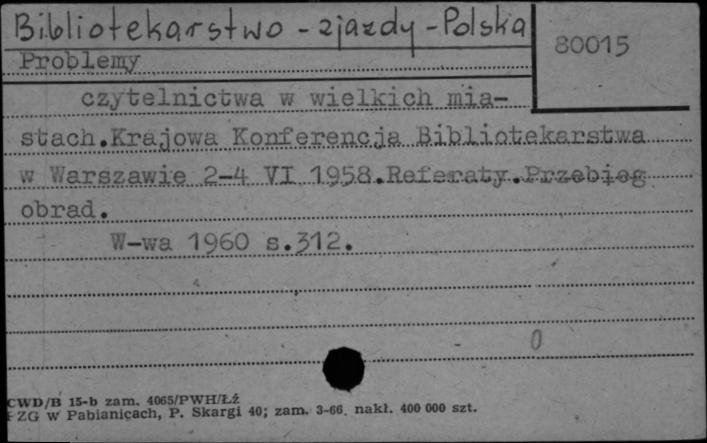 Bibliotekarstwo - zjazdy - Polska
80015
Problemy
czytelnictwa w wielkich mia-
stach.Krajowa Konferencja Bibliotekarstwa
w Warszawie 2-4 VI 1958.Referaty.Przebieg
obrad.
W-wa 1960 s.312.
0
CWD/B 15-b zam. 4065/PWH/Łź
PZG w Pabianicach, P. Skargi 40; zam. 3-66. nakł. 400 000 szt.